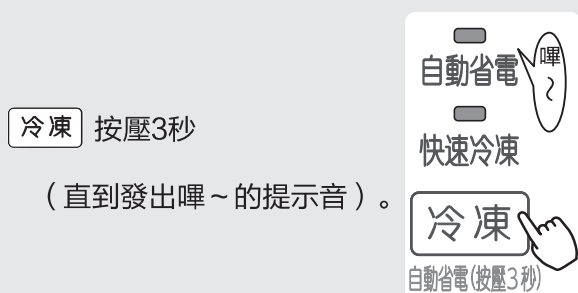 冷凍 按壓3秒
（直到發出嗶～的提示音）。
自動省電
嗶～
快速冷凍
冷凍
自動省電(按壓3秒)